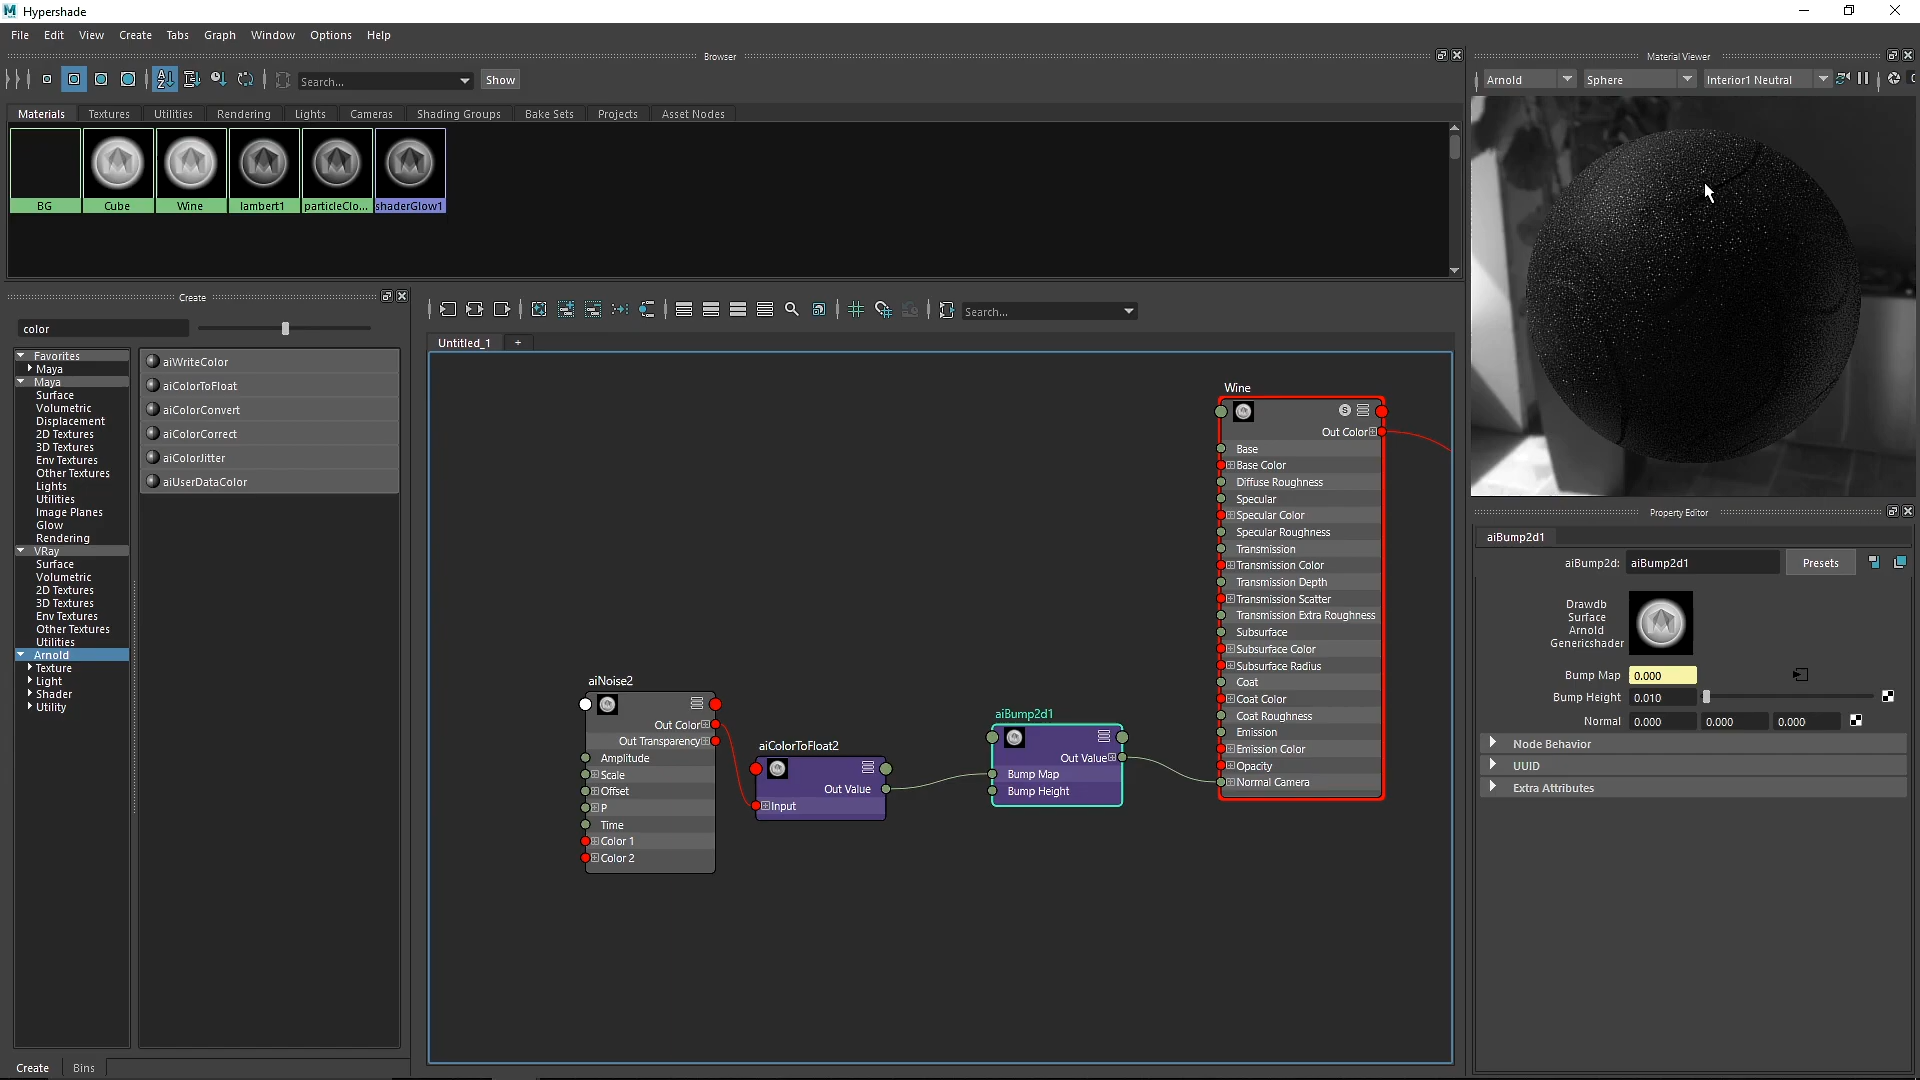 Hypershade
File Edit View Create Tabs Graph Window Options Help
Browser
Search... Show
Materials Textures Utilities Rendering Lights Cameras Shading Groups Bake Sets Projects Asset Nodes
BG Cube Wine lambert1 particleClo... shaderGlow1
Material Viewer
Arnold Sphere Interior1 Neutral
Create
color
Favorites
Maya
Maya
Surface
Volumetric
Displacement
2D Textures
3D Textures
Env Textures
Other Textures
Lights
Utilities
Image Planes
Glow
Rendering
VRay
Surface
Volumetric
2D Textures
3D Textures
Env Textures
Other Textures
Utilities
Arnold
Texture
Light
Shader
Utility
aiWriteColor
aiColorToFloat
aiColorConvert
aiColorCorrect
aiColorJitter
aiUserDataColor
Create Bins
Search...
Untitled_1 +
aiNoise2
Out Color
Out Transparency
Amplitude
Scale
Offset
P
Time
Color 1
Color 2
aiColorToFloat2
Out Value
Input
aiBump2d1
Out Value
Bump Map
Bump Height
Wine
S
Out Color
Base
Base Color
Diffuse Roughness
Specular
Specular Color
Specular Roughness
Transmission
Transmission Color
Transmission Depth
Transmission Scatter
Transmission Extra Roughness
Subsurface
Subsurface Color
Subsurface Radius
Coat
Coat Color
Coat Roughness
Emission
Emission Color
Opacity
Normal Camera
Property Editor
aiBump2d1
aiBump2d: aiBump2d1 Presets
Drawdb
Surface
Arnold
Genericshader
Bump Map 0.000
Bump Height 0.010
Normal 0.000 0.000 0.000
Node Behavior
UUID
Extra Attributes